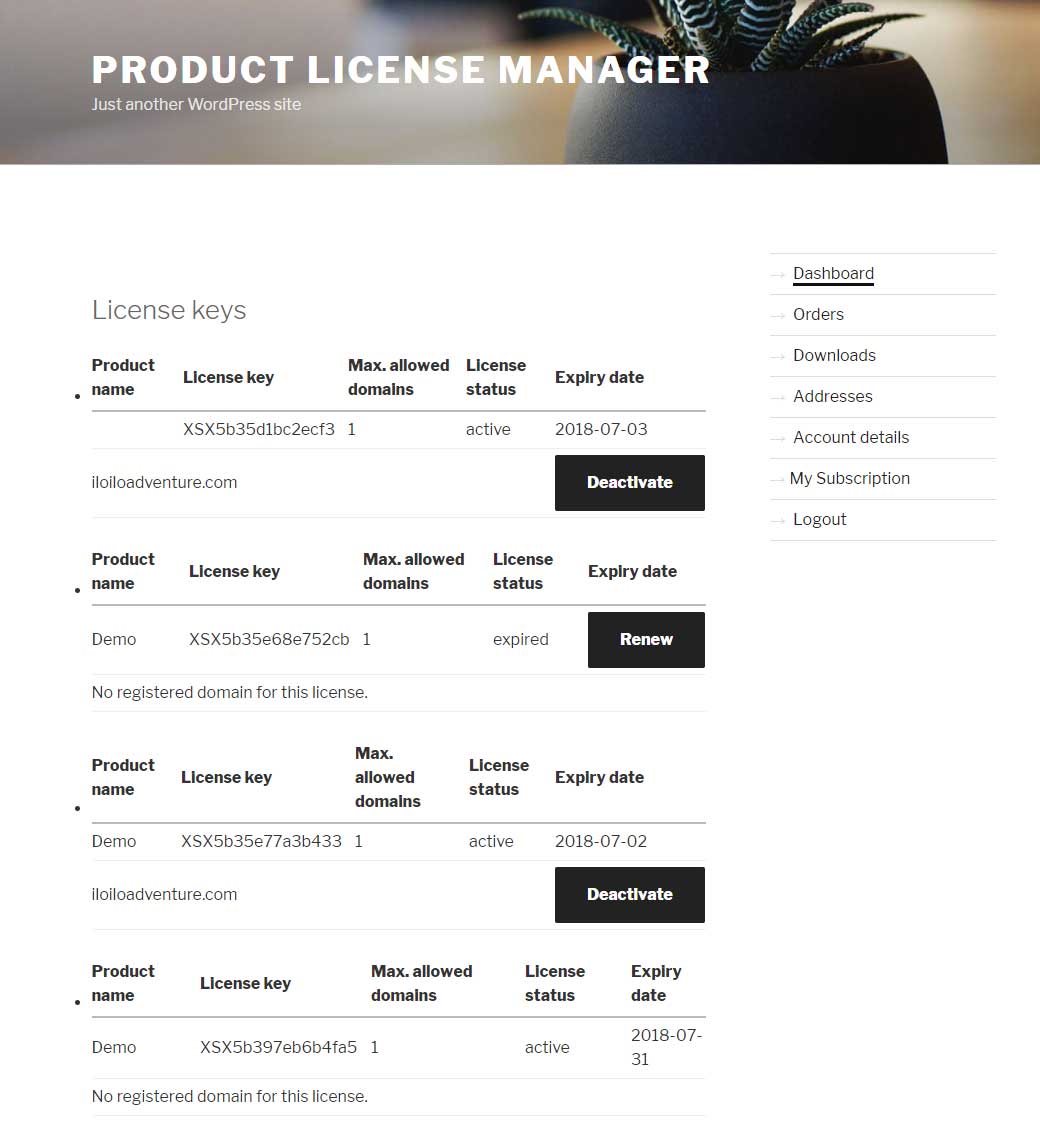 PRODUCT LICENSE MANAGER
Just another WordPress site
License keys
Product name License key Max. allowed domains License status Expiry date
XSX5b35d1bc2ecf3 1 active 2018-07-03
iloiloadventure.com Deactivate
Product name License key Max. allowed domains License status Expiry date
Demo XSX5b35e68e752cb 1 expired Renew
No registered domain for this license.
Product name License key Max. allowed domains License status Expiry date
Demo XSX5b35e77a3b433 1 active 2018-07-02
iloiloadventure.com Deactivate
Product name License key Max. allowed domains License status Expiry date
Demo XSX5b397eb6b4fa5 1 active 2018-07-31
No registered domain for this license.
Dashboard
Orders
Downloads
Addresses
Account details
My Subscription
Logout